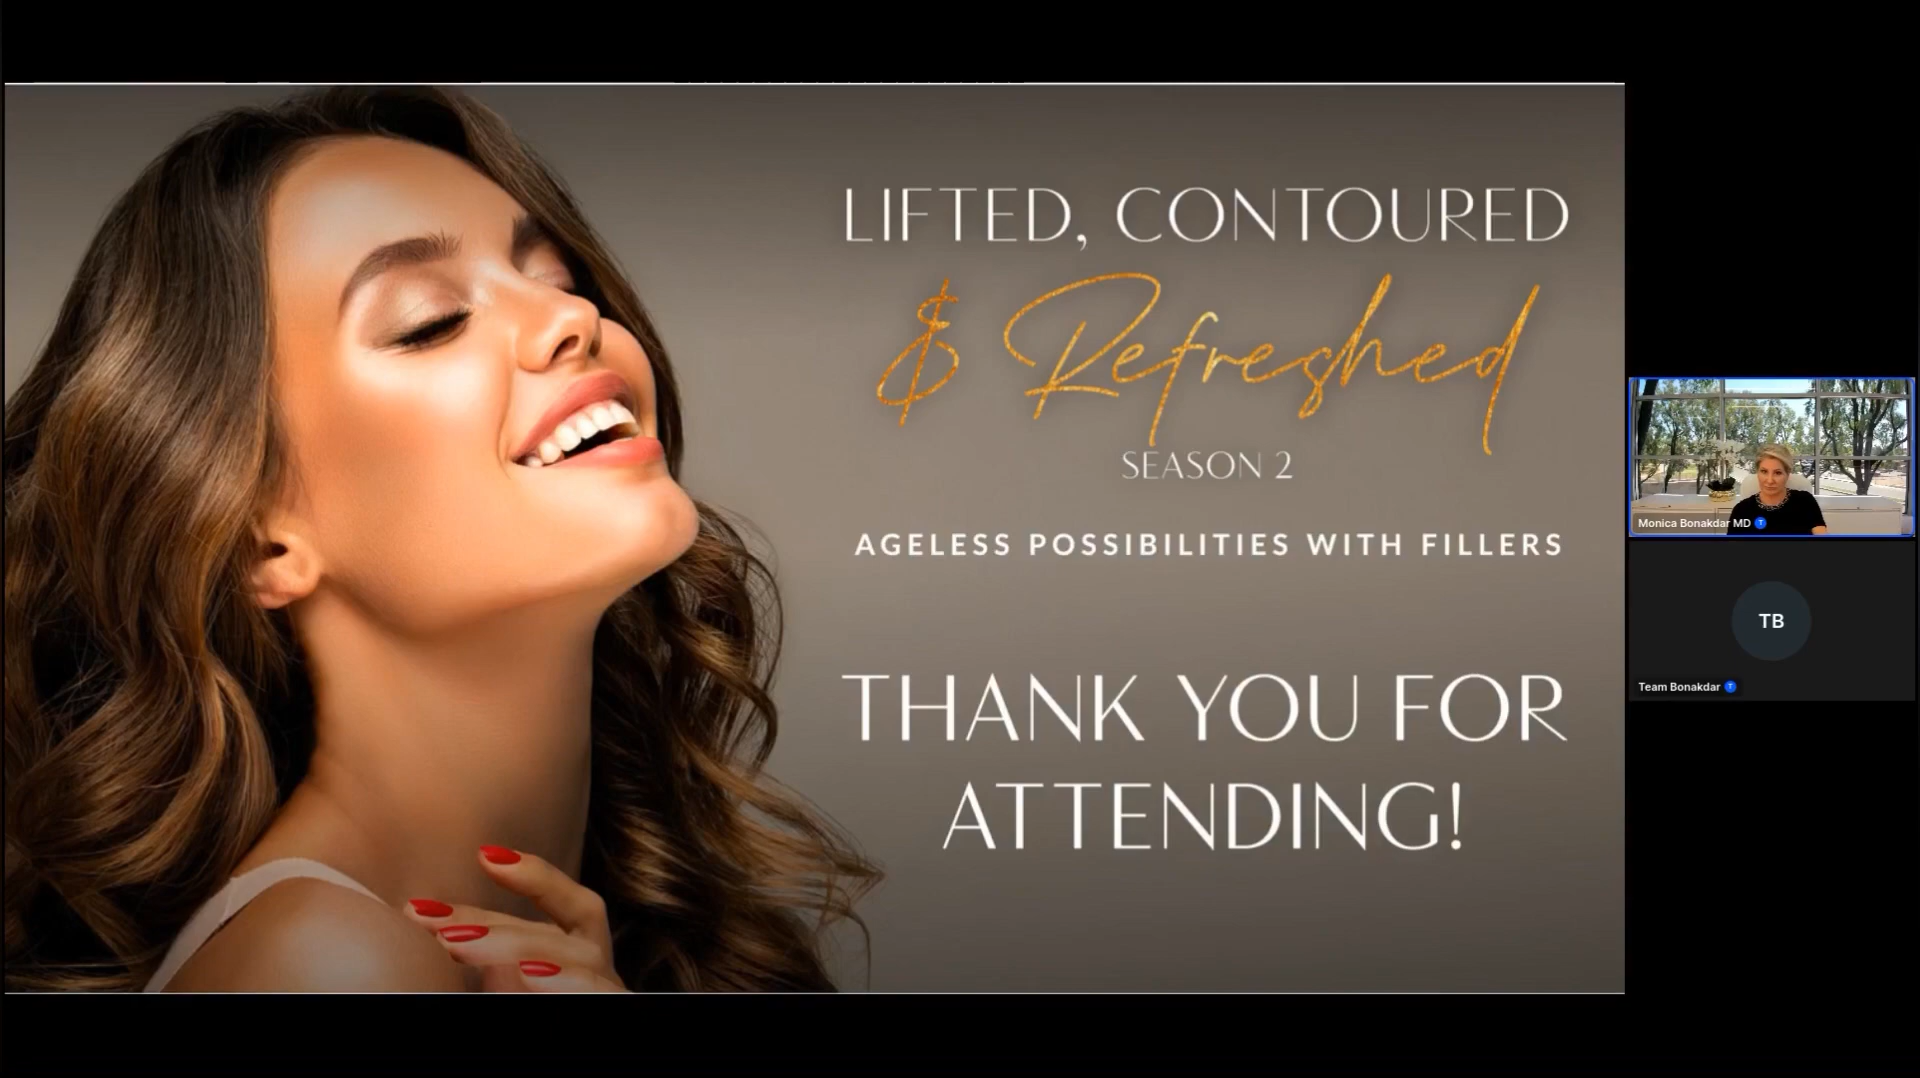 LIFTED, CONTOURED
& Refreshed
SEASON 2
AGELESS POSSIBILITIES WITH FILLERS
THANK YOU FOR
ATTENDING!
Monica Bonakdar MD T
TB
Team Bonakdar T